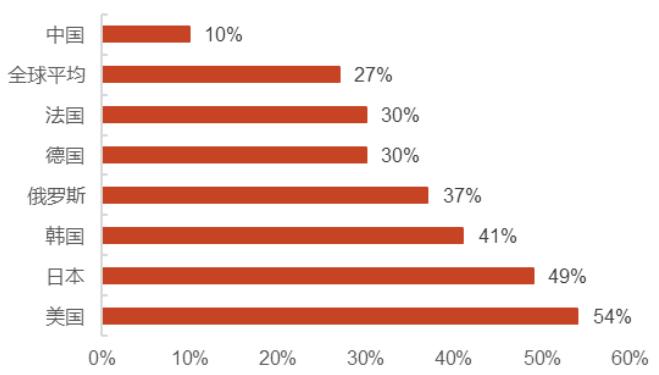 中国 10%
全球平均 27%
法国 30%
德国 30%
俄罗斯 37%
韩国 41%
日本 49%
美国 54%
0% 10% 20% 30% 40% 50% 60%